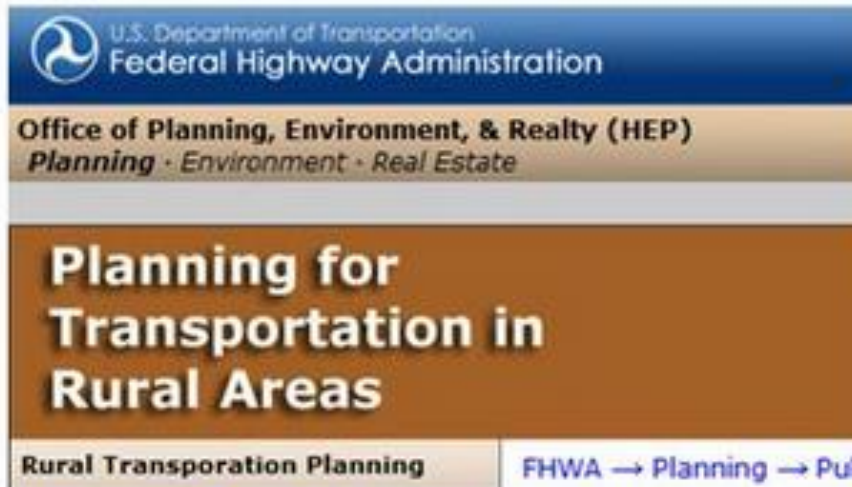 U.S. Department of Transportation
Federal Highway Administration
Office of Planning, Environment, & Realty (HEP)
Planning · Environment · Real Estate
Planning for
Transportation in
Rural Areas
Rural Transporation Planning
FHWA → Planning →